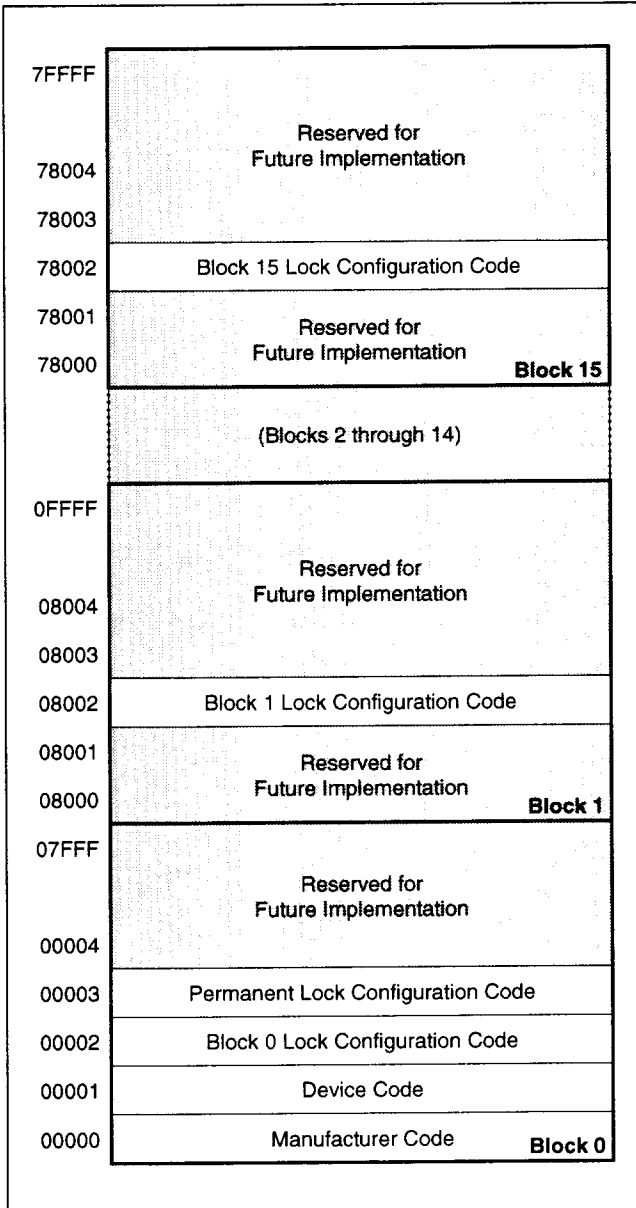 7FFFF
Reserved for
Future Implementation
78004
78003
78002 Block 15 Lock Configuration Code
78001
Reserved for
Future Implementation
78000
Block 15
(Blocks 2 through 14)
0FFFF
Reserved for
Future Implementation
08004
08003
08002 Block 1 Lock Configuration Code
08001
Reserved for
Future Implementation
08000
Block 1
07FFF
Reserved for
Future Implementation
00004
00003 Permanent Lock Configuration Code
00002 Block 0 Lock Configuration Code
00001 Device Code
00000 Manufacturer Code Block 0